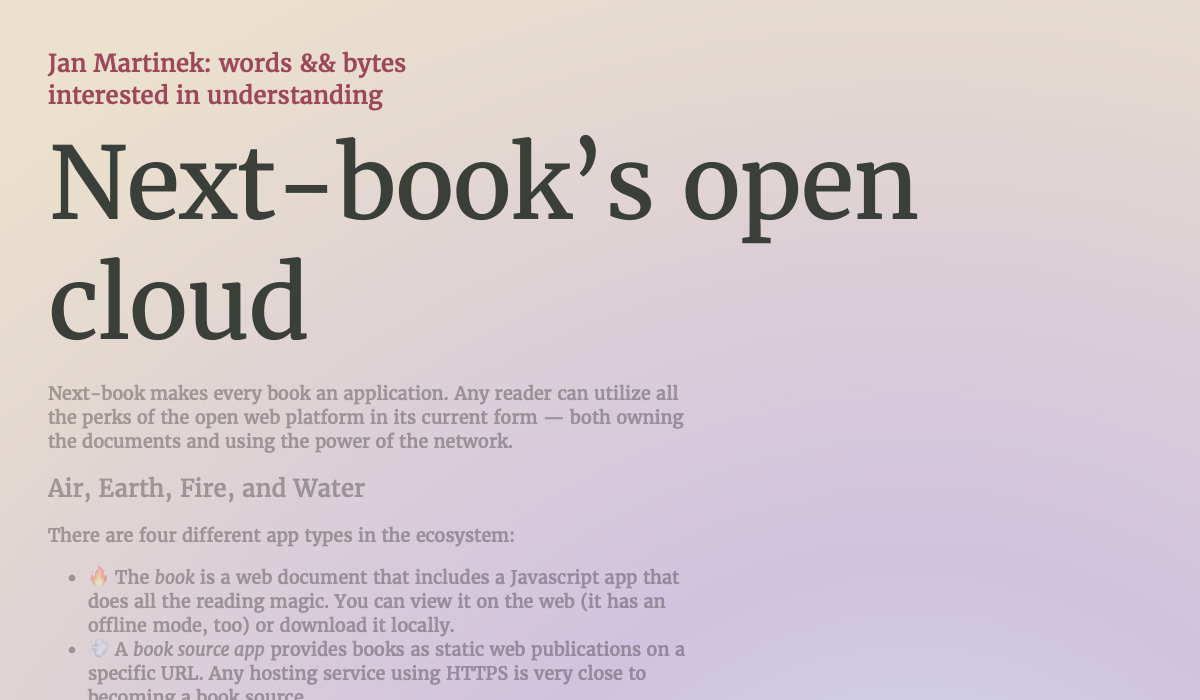 Jan Martinek: words && bytes
interested in understanding
Next-book’s open
cloud
Next-book makes every book an application. Any reader can utilize all
the perks of the open web platform in its current form — both owning
the documents and using the power of the network.
Air, Earth, Fire, and Water
There are four different app types in the ecosystem:
• 🔥 The book is a web document that includes a Javascript app that
does all the reading magic. You can view it on the web (it has an
offline mode, too) or download it locally.
• 💨 A book source app provides books as static web publications on a
specific URL. Any hosting service using HTTPS is very close to
becoming a book source.